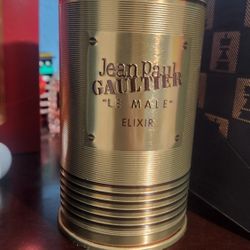 Jean Paul
GAULTIER
"LE MALE"
ELIXIR